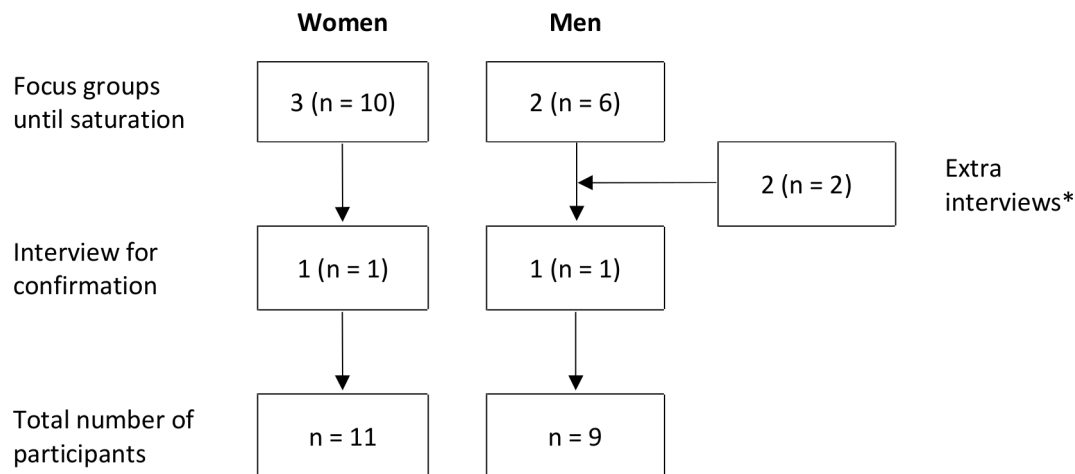 Women Men
Focus groups
until saturation
3 (n = 10)
2 (n = 6)
2 (n = 2)
Extra
interviews*
Interview for
confirmation
1 (n = 1)
1 (n = 1)
Total number of
participants
n = 11
n = 9